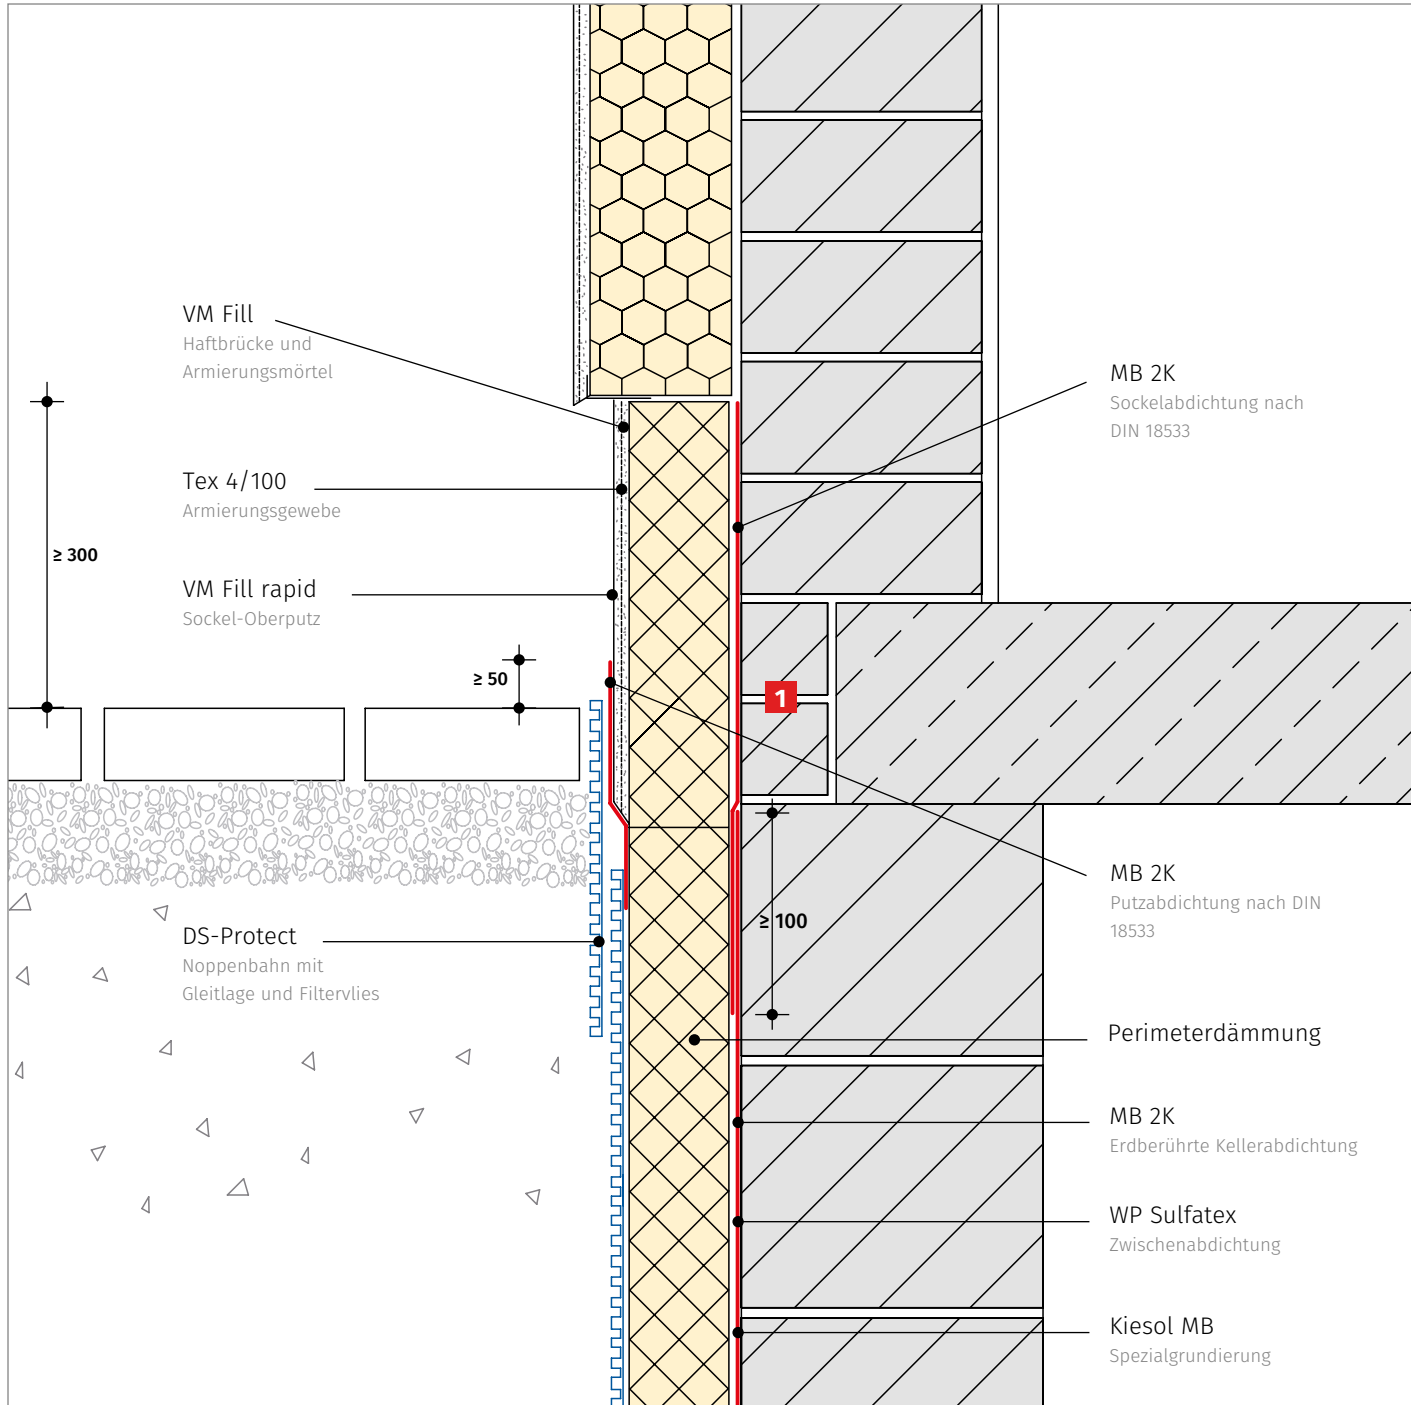 VM Fill
Haftbrücke und
Armierungsmörtel
Tex 4/100
Armierungsgewebe
≥ 300
VM Fill rapid
Sockel-Oberputz
≥ 50
DS-Protect
Noppenbahn mit
Gleitlage und Filtervlies
1
≥ 100
MB 2K
Sockelabdichtung nach
DIN 18533
MB 2K
Putzabdichtung nach DIN
18533
Perimeterdämmung
MB 2K
Erdberührte Kellerabdichtung
WP Sulfatex
Zwischenabdichtung
Kiesol MB
Spezialgrundierung